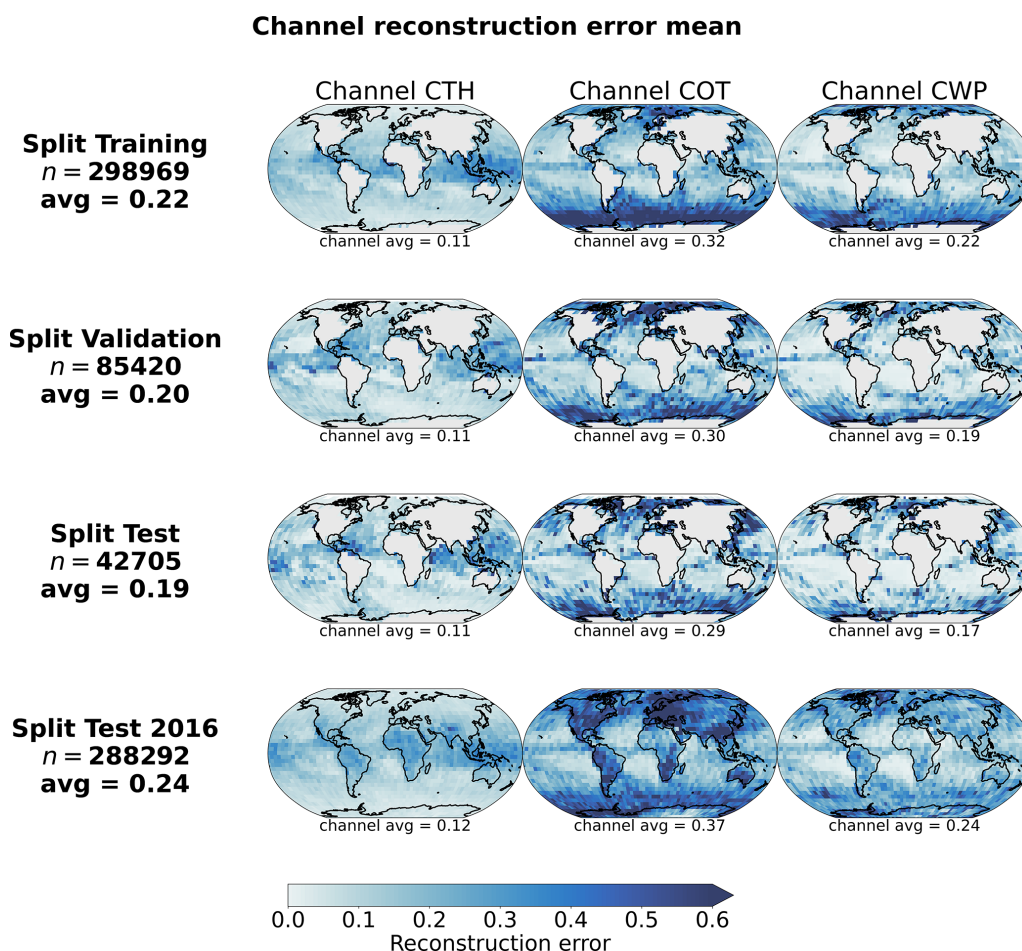 Channel reconstruction error mean
Channel CTH
Channel COT
Channel CWP
Split Training
n = 298969
avg = 0.22
channel avg = 0.11
channel avg = 0.32
channel avg = 0.22
Split Validation
n = 85420
avg = 0.20
channel avg = 0.11
channel avg = 0.30
channel avg = 0.19
Split Test
n = 42705
avg = 0.19
channel avg = 0.11
channel avg = 0.29
channel avg = 0.17
Split Test 2016
n = 288292
avg = 0.24
channel avg = 0.12
channel avg = 0.37
channel avg = 0.24
0.0 0.1 0.2 0.3 0.4 0.5 0.6
Reconstruction error